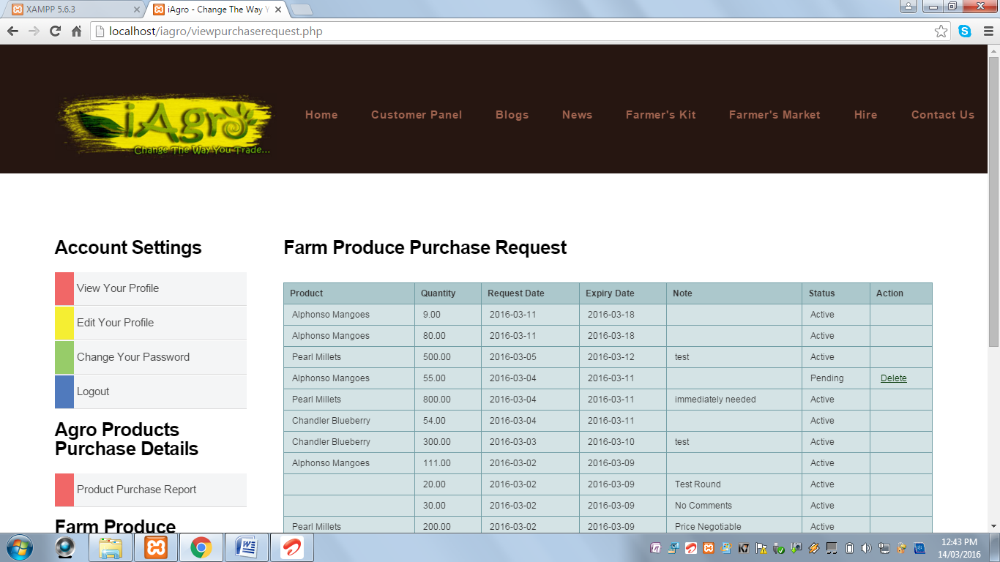 XAMPP 5.6.3
iAgro - Change The Way Y
localhost/iagro/viewpurchaserequest.php
iAgro
Change The Way You Trade...
Home Customer Panel Blogs News Farmer's Kit Farmer's Market Hire Contact Us
Account Settings
View Your Profile
Edit Your Profile
Change Your Password
Logout
Agro Products
Purchase Details
Product Purchase Report
Farm Produce
Farm Produce Purchase Request
Product Quantity Request Date Expiry Date Note Status Action
Alphonso Mangoes 9.00 2016-03-11 2016-03-18 Active
Alphonso Mangoes 80.00 2016-03-11 2016-03-18 Active
Pearl Millets 500.00 2016-03-05 2016-03-12 test Active
Alphonso Mangoes 55.00 2016-03-04 2016-03-11 Pending Delete
Pearl Millets 800.00 2016-03-04 2016-03-11 immediately needed Active
Chandler Blueberry 54.00 2016-03-04 2016-03-11 Active
Chandler Blueberry 300.00 2016-03-03 2016-03-10 test Active
Alphonso Mangoes 111.00 2016-03-02 2016-03-09 Active
20.00 2016-03-02 2016-03-09 Test Round Active
30.00 2016-03-02 2016-03-09 No Comments Active
Pearl Millets 200.00 2016-03-02 2016-03-09 Price Negotiable Active
12:43 PM
14/03/2016